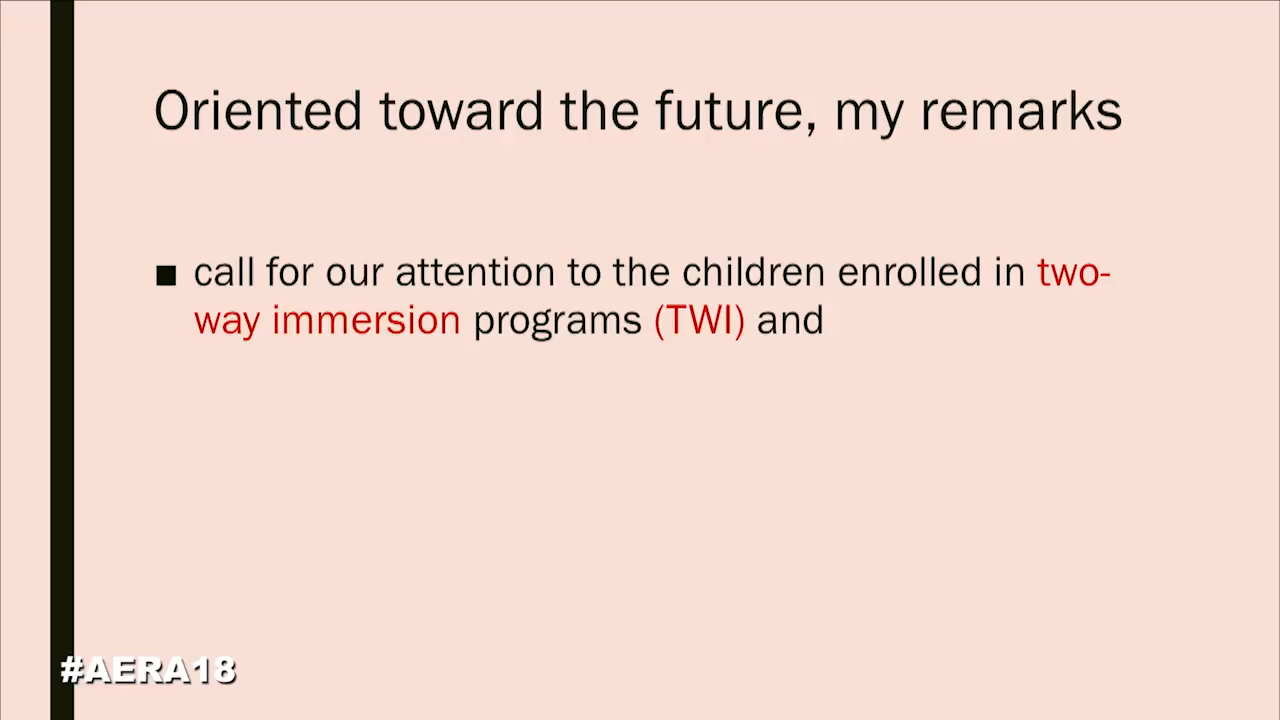 Oriented toward the future, my remarks
■ call for our attention to the children enrolled in two-
way immersion programs (TWI) and
#AERA18